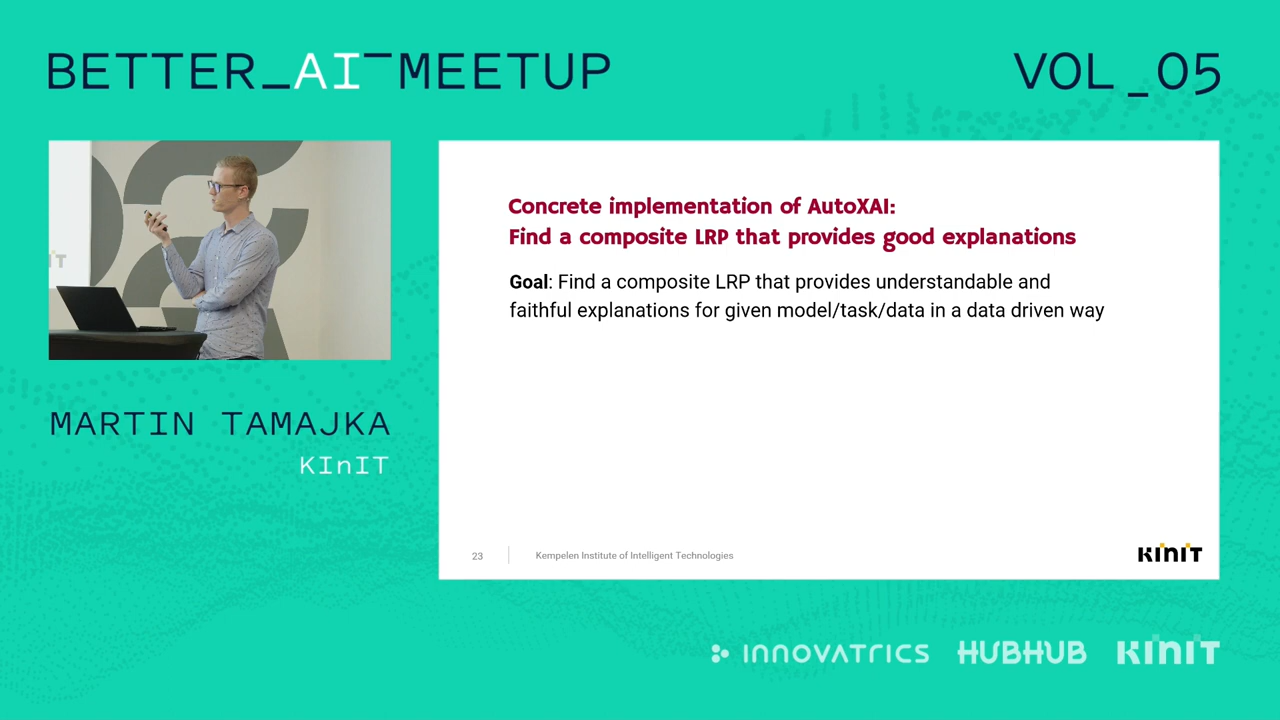 BETTER_AI¯MEETUP
VOL_05
MARTIN TAMAJKA
KInIT
Concrete implementation of AutoXAI:
Find a composite LRP that provides good explanations
Goal: Find a composite LRP that provides understandable and
faithful explanations for given model/task/data in a data driven way
23
Kempelen Institute of Intelligent Technologies
KInIT
INNOVATRICS
HUBHUB
KInIT